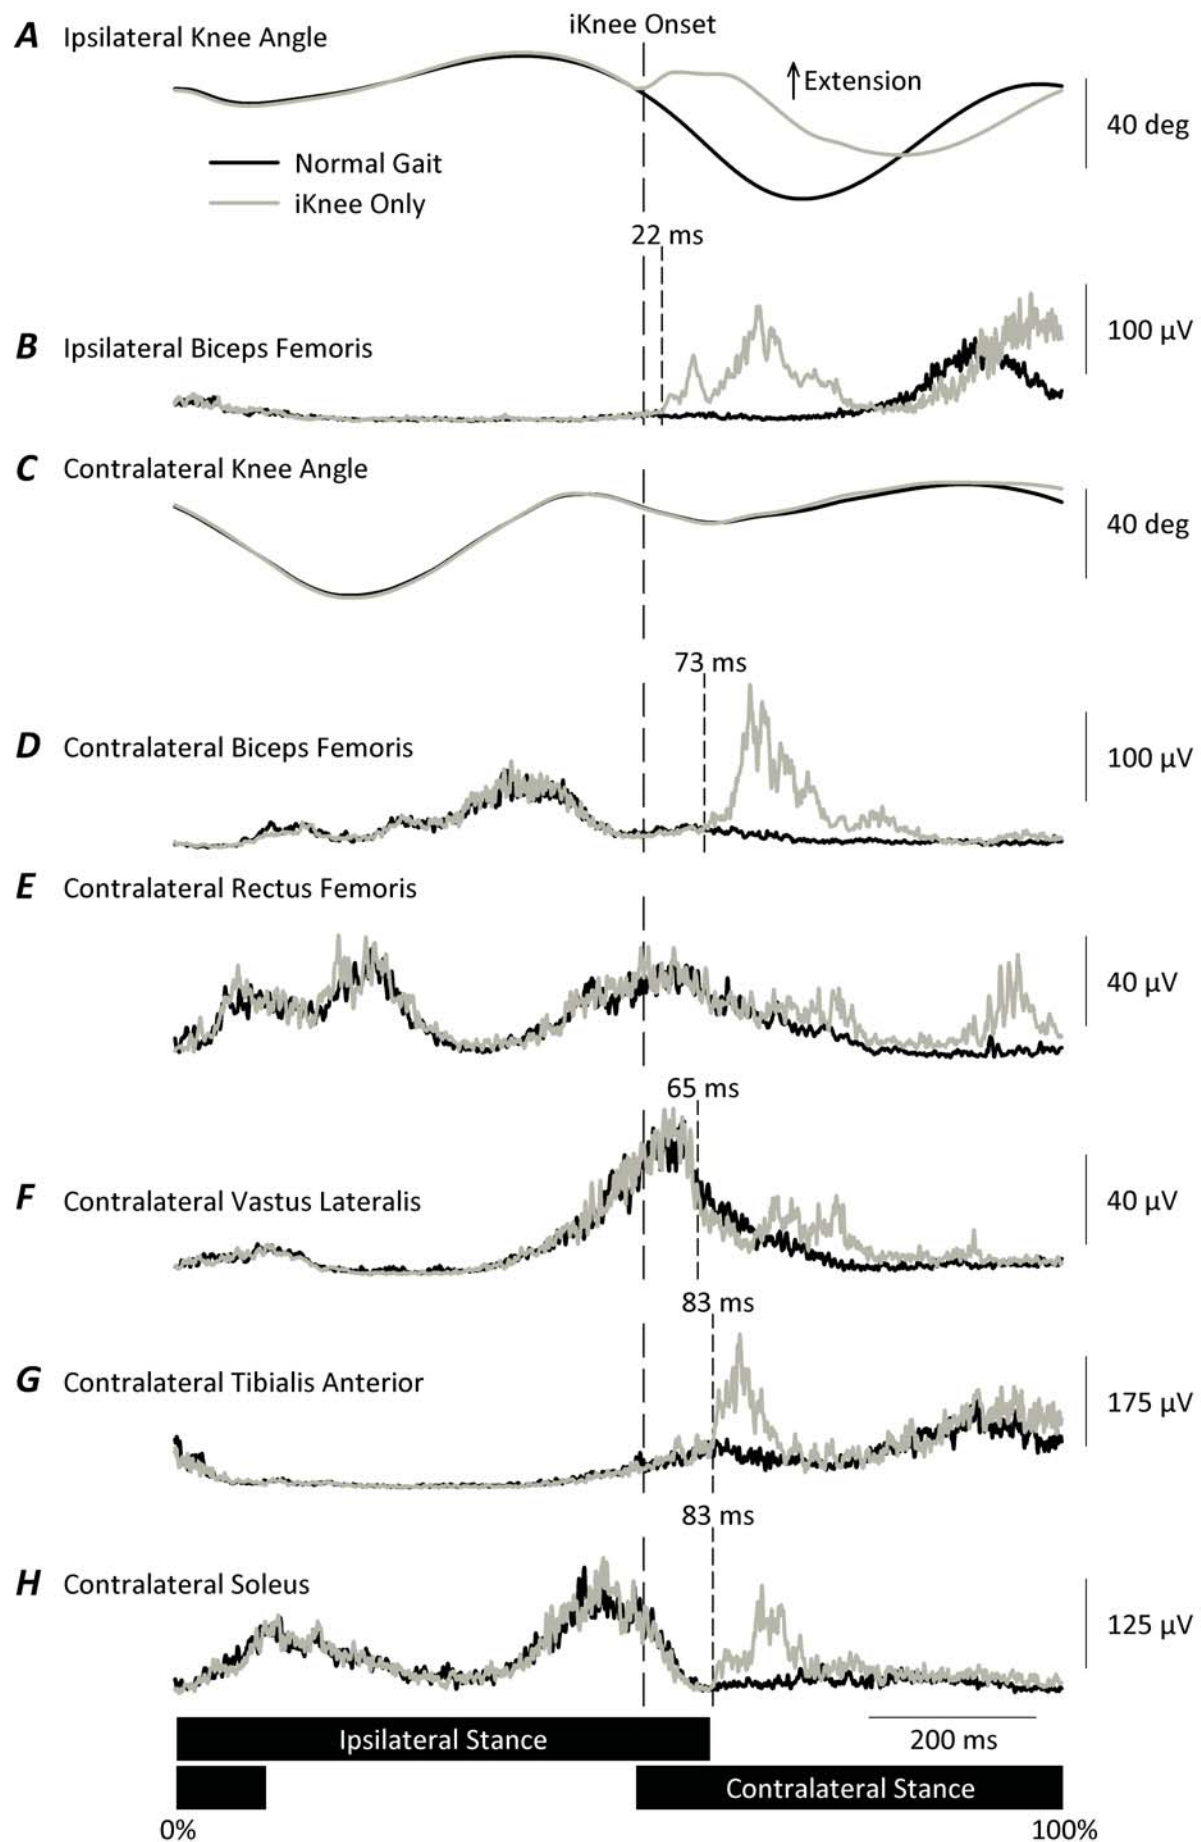 iKnee Onset
A Ipsilateral Knee Angle
Extension
40 deg
Normal Gait
iKnee Only
22 ms
100 µV
B Ipsilateral Biceps Femoris
C Contralateral Knee Angle
40 deg
73 ms
D Contralateral Biceps Femoris
100 µV
E Contralateral Rectus Femoris
40 µV
65 ms
F Contralateral Vastus Lateralis
40 µV
83 ms
G Contralateral Tibialis Anterior
175 µV
83 ms
H Contralateral Soleus
125 µV
Ipsilateral Stance
200 ms
Contralateral Stance
0% 100%